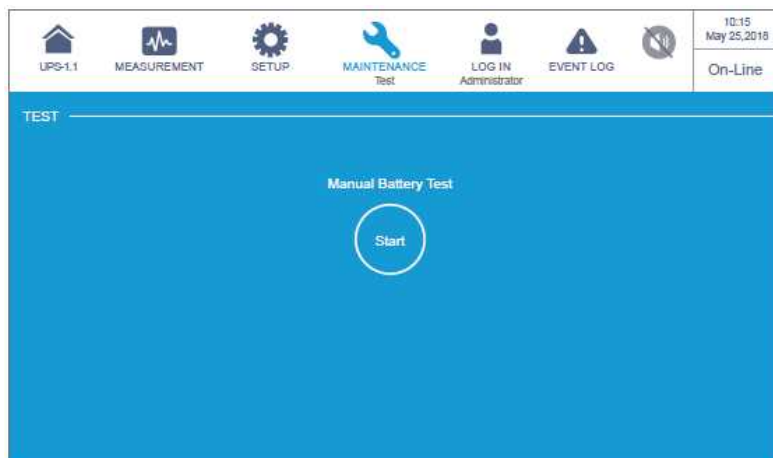 UPS-1.1
MEASUREMENT
SETUP
MAINTENANCE
Test
LOG IN
Administrator
EVENT LOG
10:15
May 25,2018
On-Line
TEST
Manual Battery Test
Start